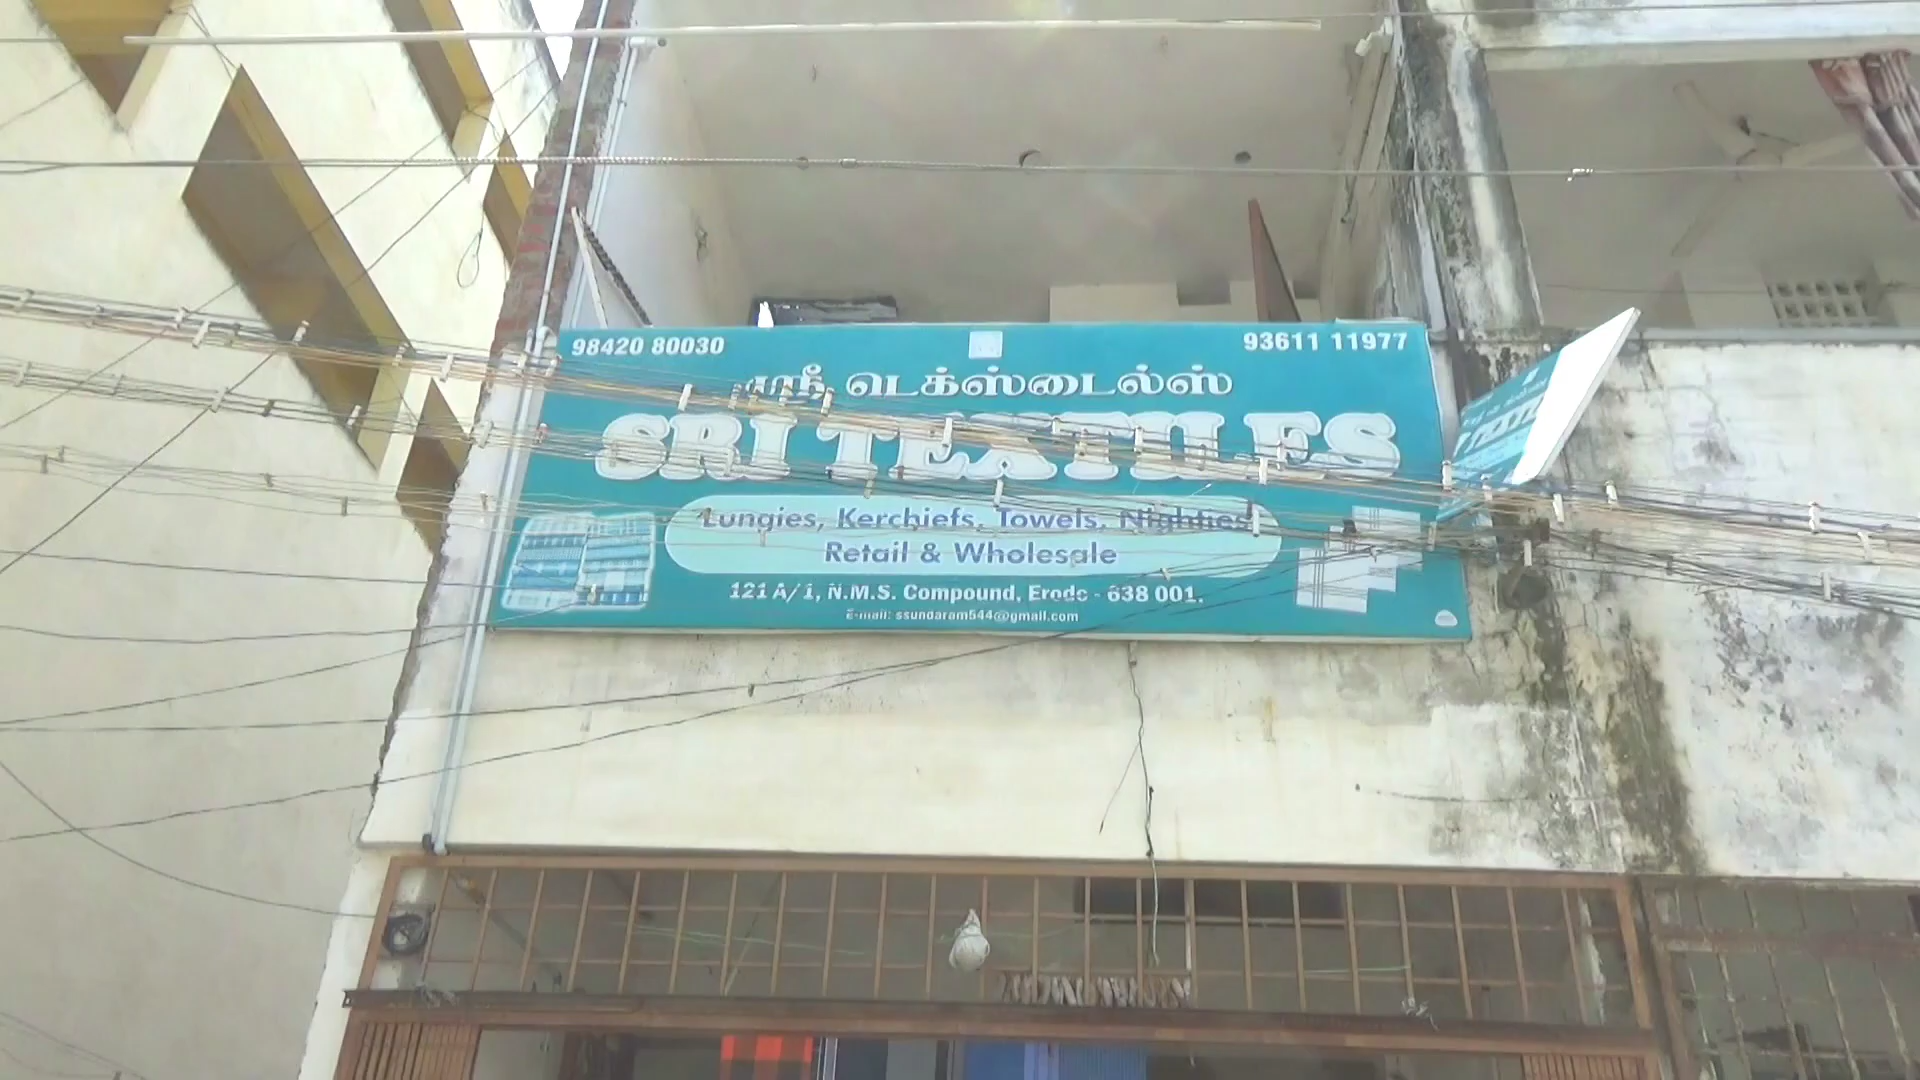 98420 80030
93611 11977
ஸ்ரீ டெக்ஸ்டைல்ஸ்
SRI TEXTILES
Lungies, Kerchiefs, Towels, Nighties
Retail & Wholesale
121 A/1, N.M.S. Compound, Erode - 638 001.
e-mail: ssundaram544@gmail.com